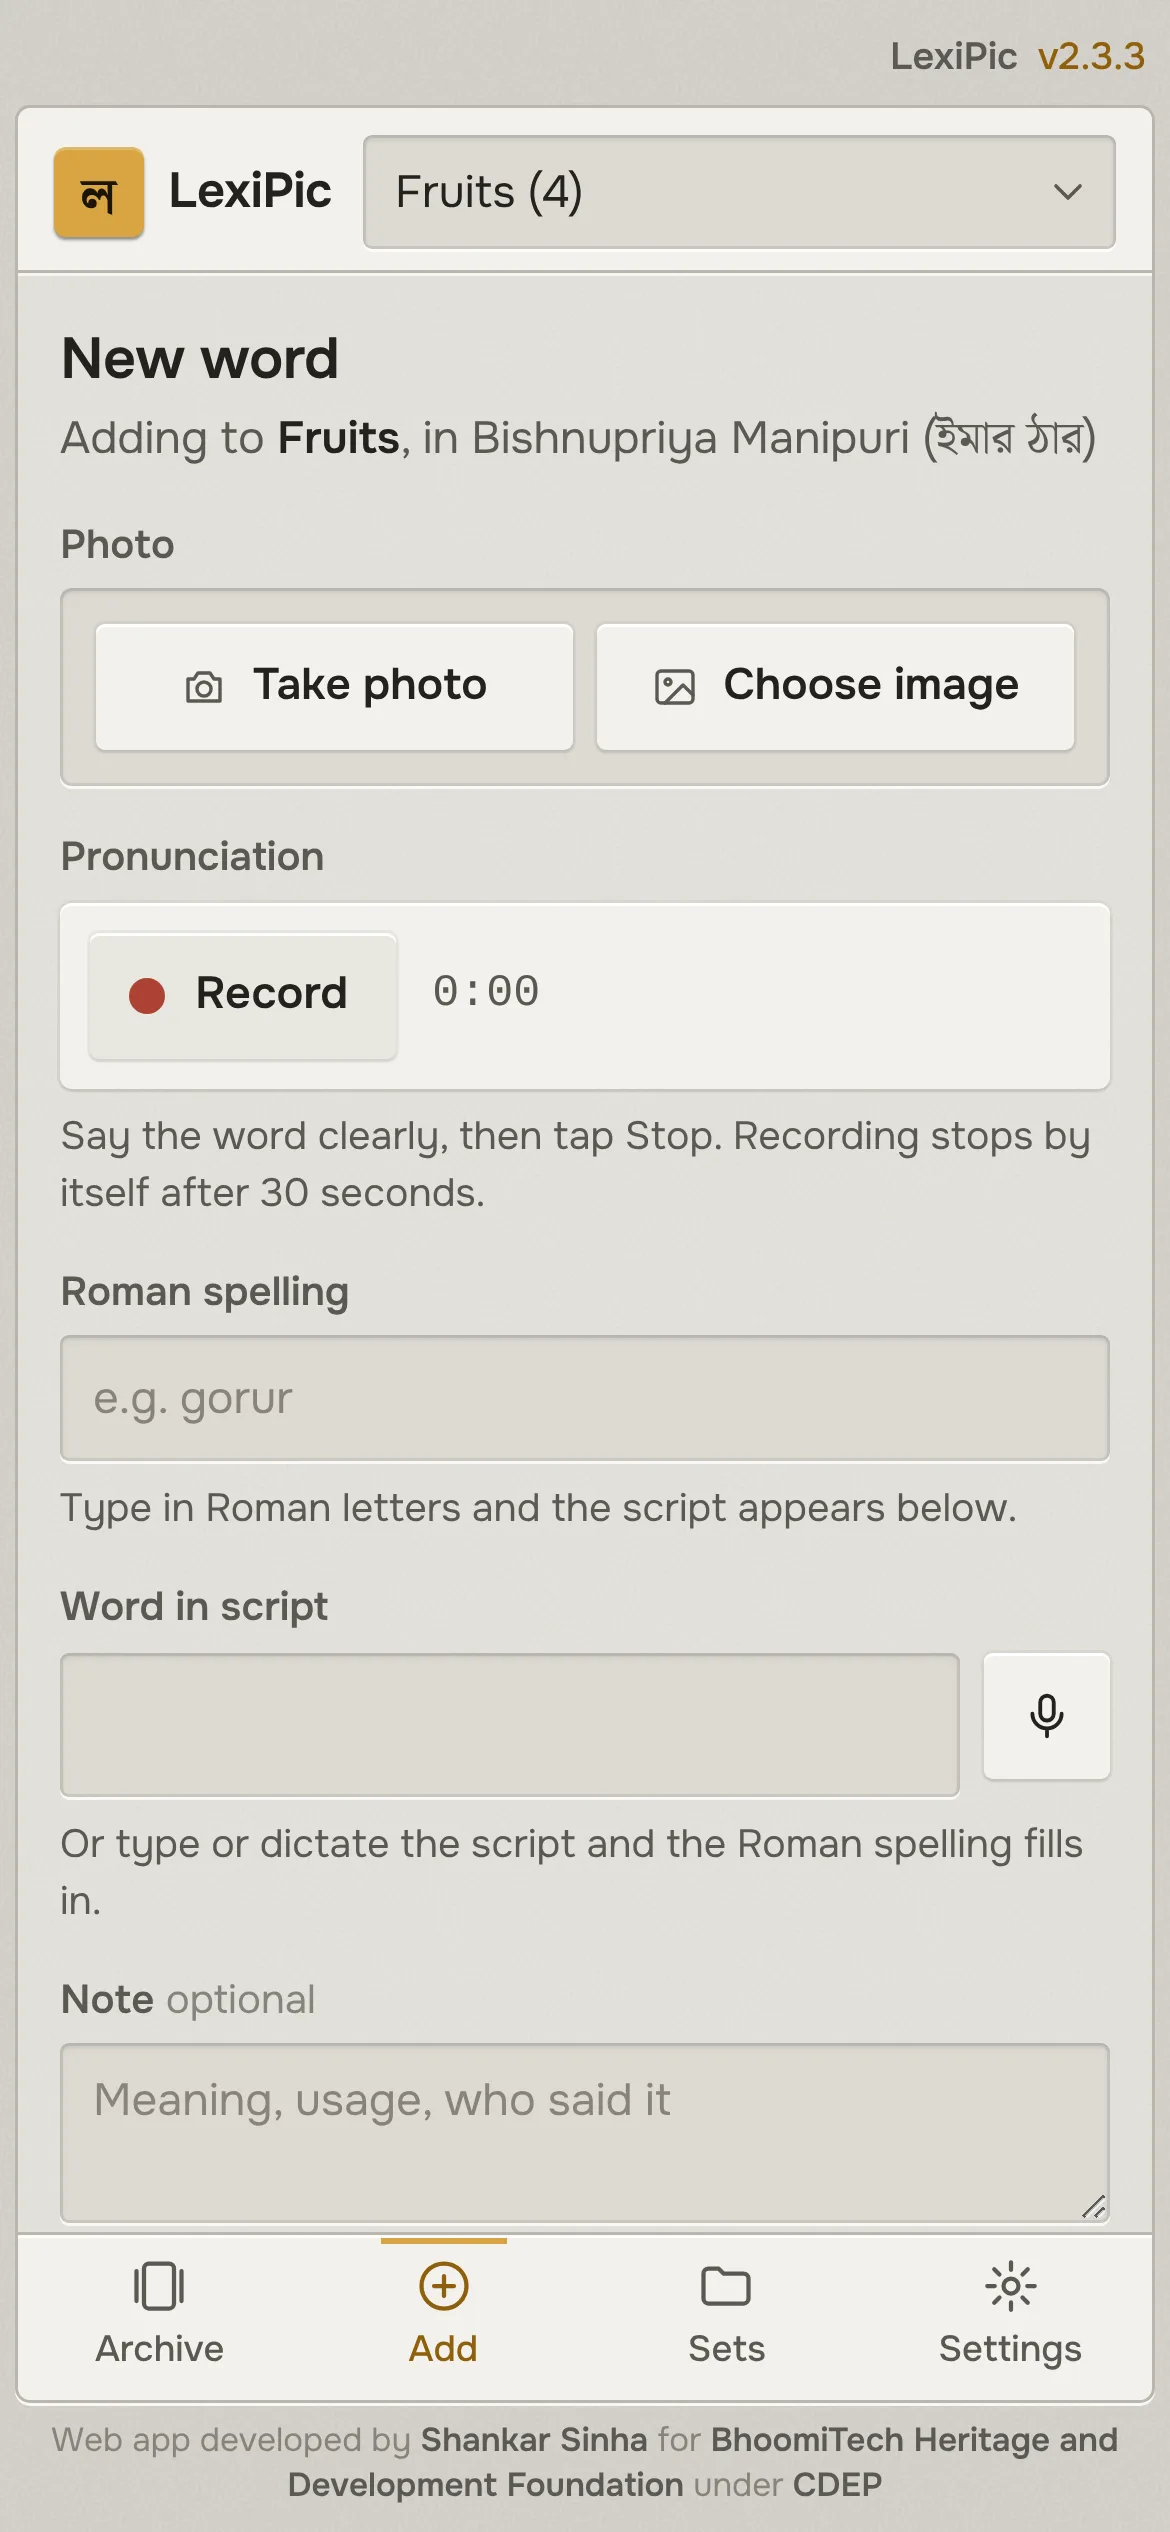 LexiPic v2.3.3
ল LexiPic Fruits (4)
New word
Adding to Fruits, in Bishnupriya Manipuri (ইমার ঠার)
Photo
Take photo Choose image
Pronunciation
Record 0:00
Say the word clearly, then tap Stop. Recording stops by
itself after 30 seconds.
Roman spelling
e.g. gorur
Type in Roman letters and the script appears below.
Word in script
Or type or dictate the script and the Roman spelling fills
in.
Note optional
Meaning, usage, who said it
Archive Add Sets Settings
Web app developed by Shankar Sinha for BhoomiTech Heritage and
Development Foundation under CDEP